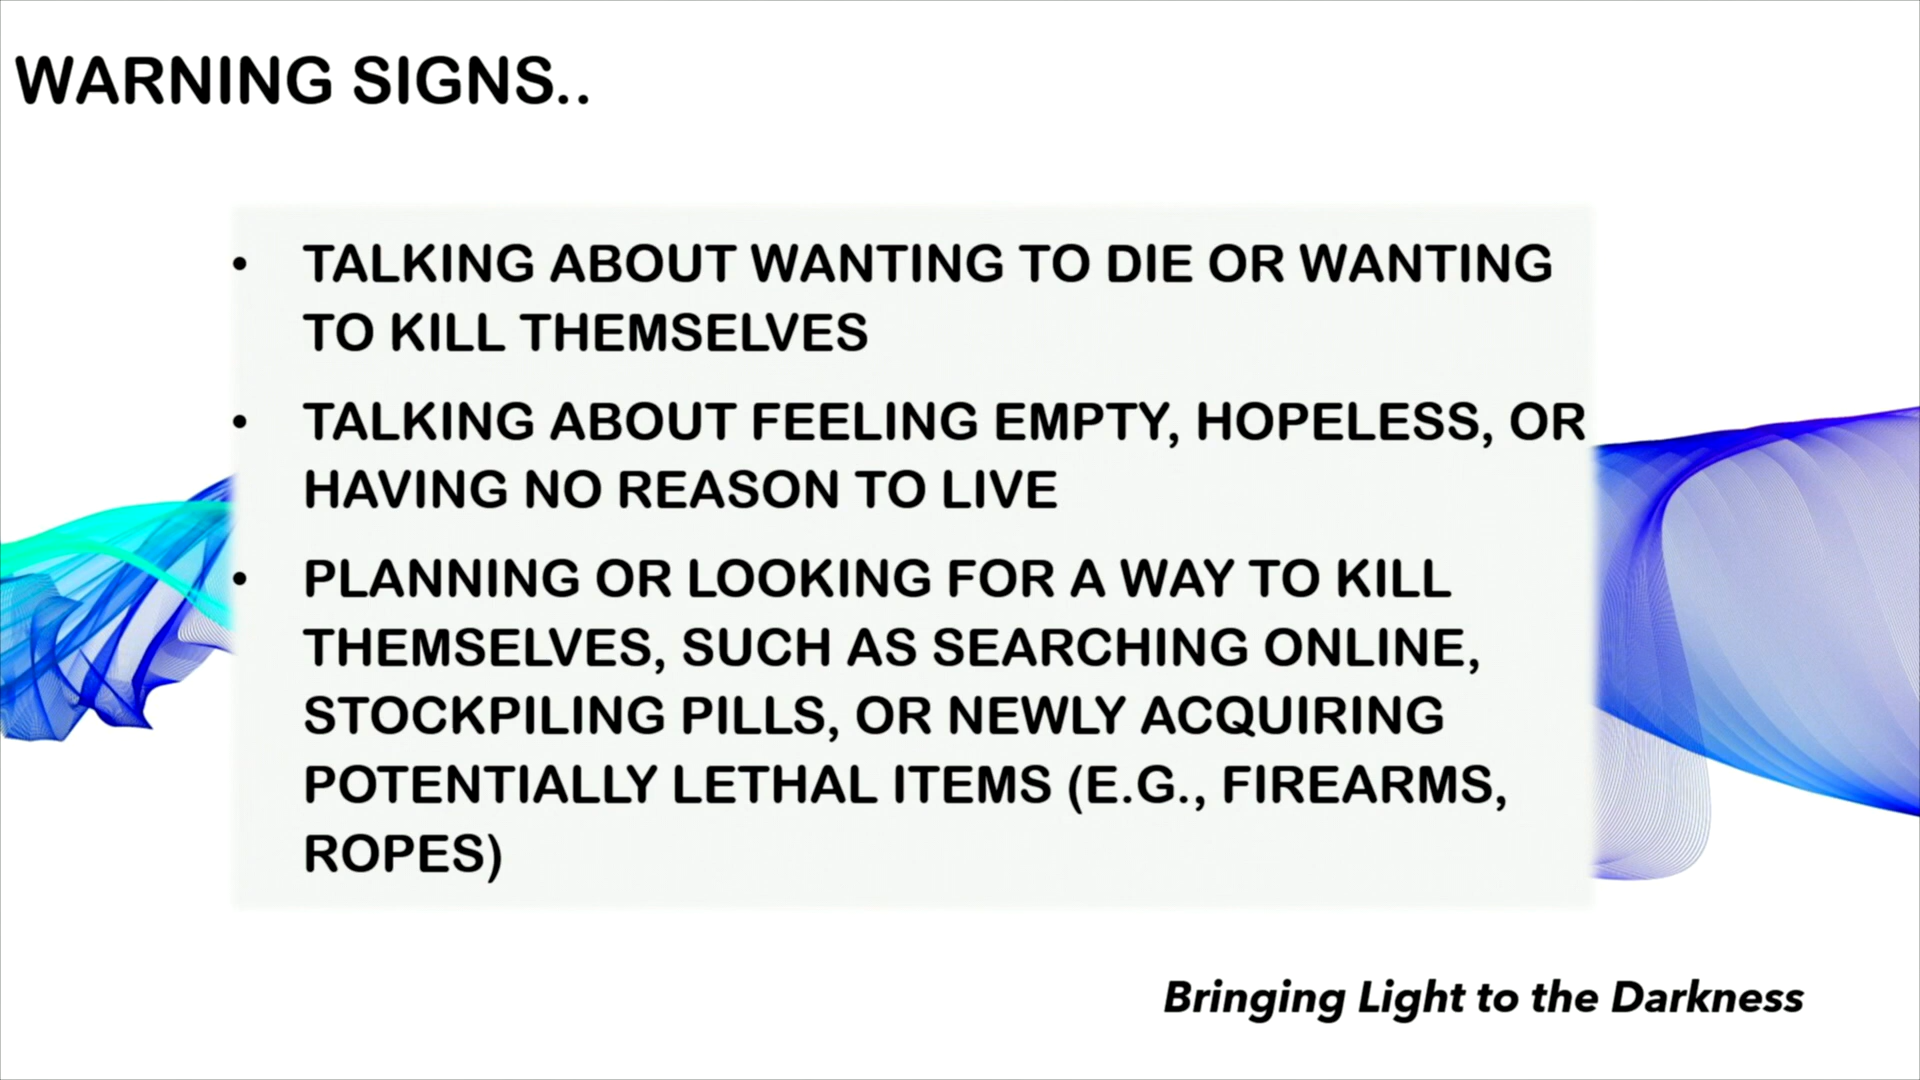 WARNING SIGNS..
• TALKING ABOUT WANTING TO DIE OR WANTING
TO KILL THEMSELVES
• TALKING ABOUT FEELING EMPTY, HOPELESS, OR
HAVING NO REASON TO LIVE
• PLANNING OR LOOKING FOR A WAY TO KILL
THEMSELVES, SUCH AS SEARCHING ONLINE,
STOCKPILING PILLS, OR NEWLY ACQUIRING
POTENTIALLY LETHAL ITEMS (E.G., FIREARMS,
ROPES)
Bringing Light to the Darkness